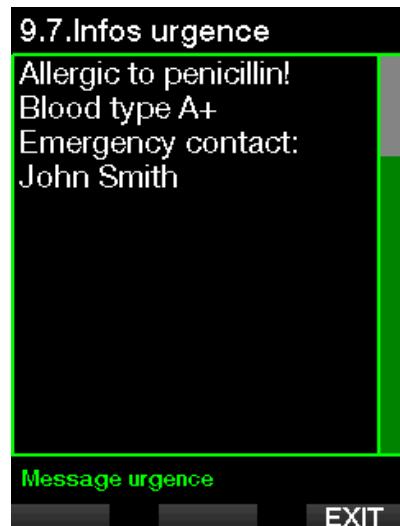 9.7.Infos urgence
Allergic to penicillin!
Blood type A+
Emergency contact:
John Smith
Message urgence
EXIT